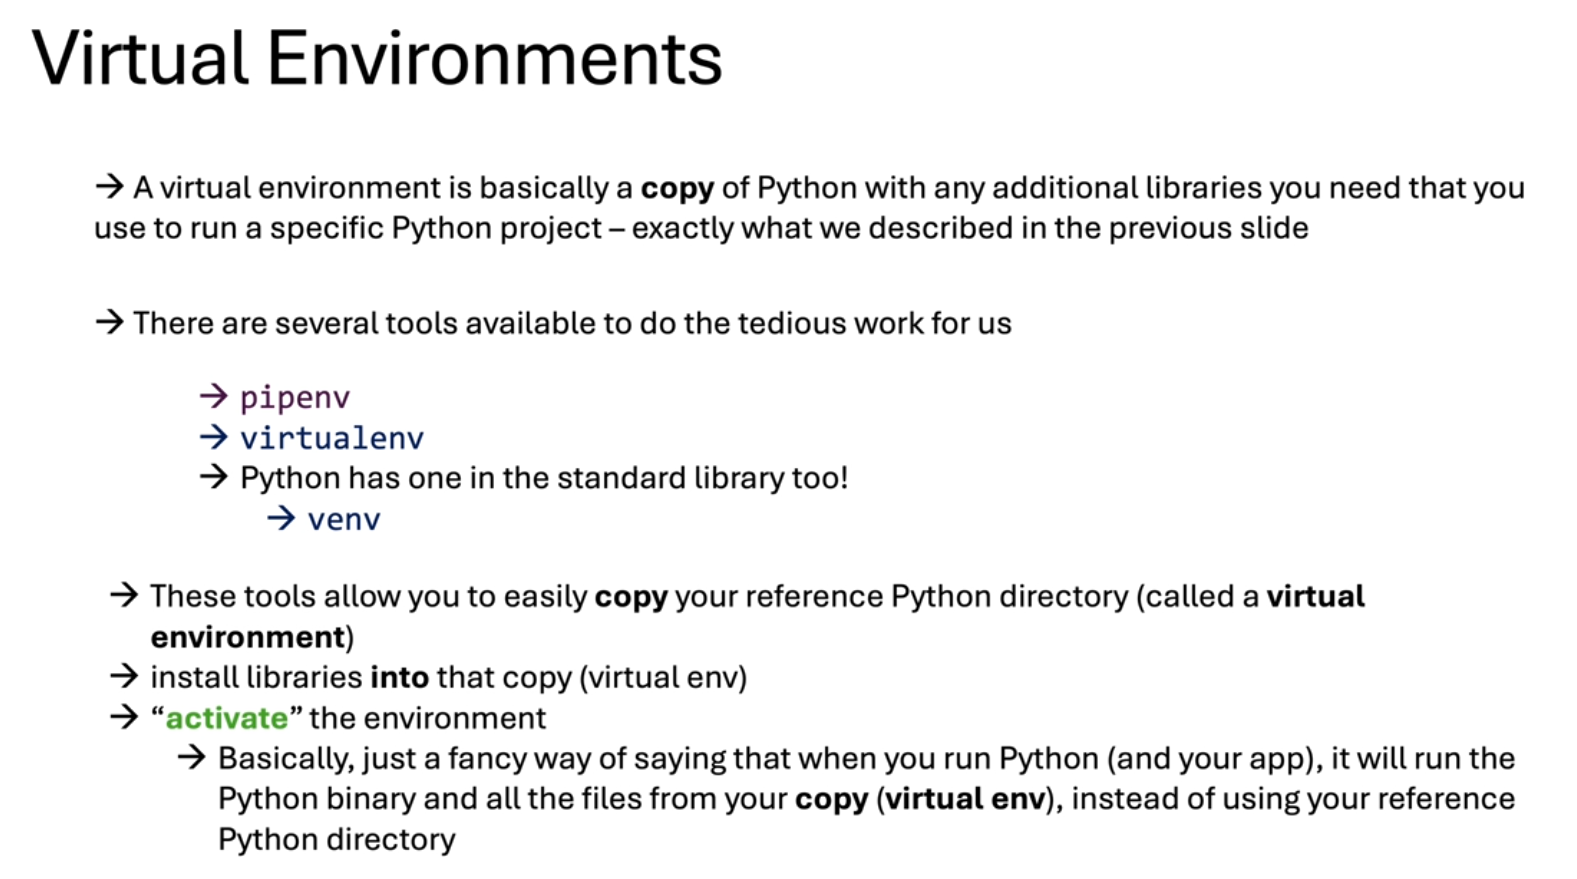 Virtual Environments
→ A virtual environment is basically a copy of Python with any additional libraries you need that you
use to run a specific Python project – exactly what we described in the previous slide
→ There are several tools available to do the tedious work for us
→ pipenv
→ virtualenv
→ Python has one in the standard library too!
→ venv
→ These tools allow you to easily copy your reference Python directory (called a virtual
environment)
→ install libraries into that copy (virtual env)
→ “activate” the environment
→ Basically, just a fancy way of saying that when you run Python (and your app), it will run the
Python binary and all the files from your copy (virtual env), instead of using your reference
Python directory